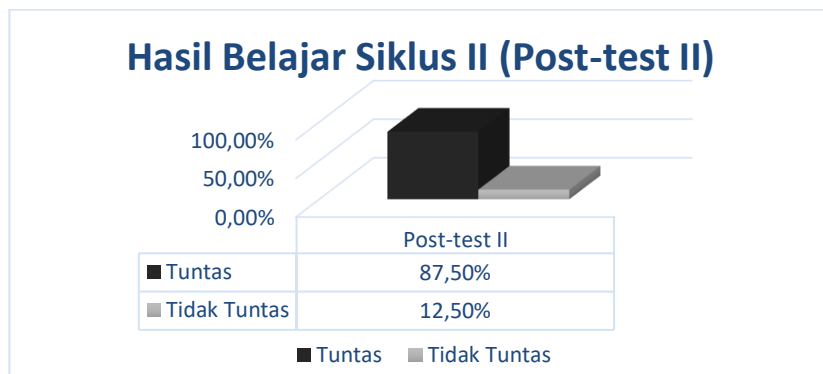 Hasil Belajar Siklus II (Post-test II)
100,00%
50,00%
0,00%
Post-test II
Tuntas 87,50%
Tidak Tuntas 12,50%
Tuntas Tidak Tuntas